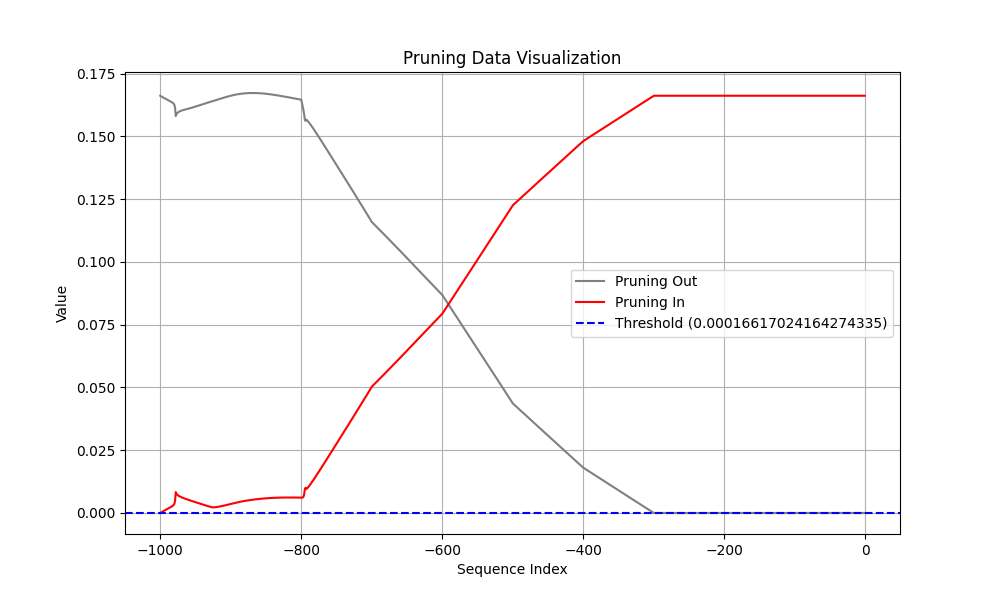 Pruning Data Visualization
0.175
0.150
0.125
0.100
0.075
0.050
0.025
0.000
Value
Pruning Out
Pruning In
Threshold (0.00016617024164274335)
−1000 −800 −600 −400 −200 0
Sequence Index